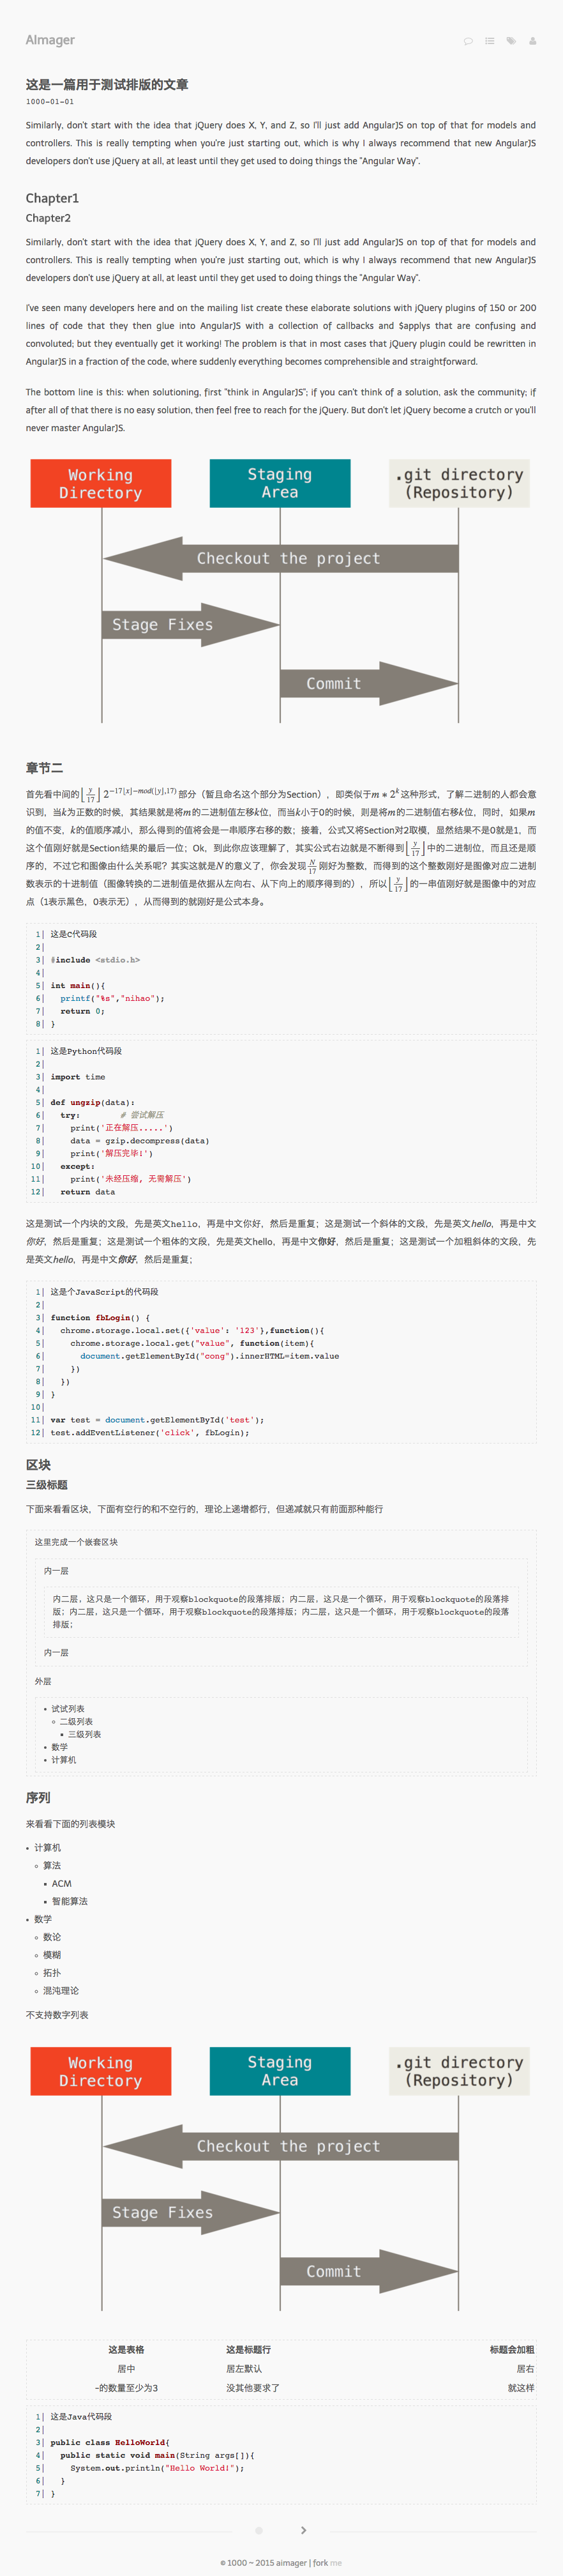 AImager
这是一篇用于测试排版的文章
1000-01-01
Similarly, don't start with the idea that jQuery does X, Y, and Z, so I'll just add AngularJS on top of that for models and
controllers. This is really tempting when you're just starting out, which is why I always recommend that new AngularJS
developers don't use jQuery at all, at least until they get used to doing things the "Angular Way".
Chapter1
Chapter2
Similarly, don't start with the idea that jQuery does X, Y, and Z, so I'll just add AngularJS on top of that for models and
controllers. This is really tempting when you're just starting out, which is why I always recommend that new AngularJS
developers don't use jQuery at all, at least until they get used to doing things the "Angular Way".
I've seen many developers here and on the mailing list create these elaborate solutions with jQuery plugins of 150 or 200
lines of code that they then glue into AngularJS with a collection of callbacks and $applys that are confusing and
convoluted; but they eventually get it working! The problem is that in most cases that jQuery plugin could be rewritten in
AngularJS in a fraction of the code, where suddenly everything becomes comprehensible and straightforward.
The bottom line is this: when solutioning, first "think in AngularJS"; if you can't think of a solution, ask the community; if
after all of that there is no easy solution, then feel free to reach for the jQuery. But don't let jQuery become a crutch or you'll
never master AngularJS.
Working Directory
Staging Area
.git directory (Repository)
Checkout the project
Stage Fixes
Commit
章节二
首先看中间的⌊y/17⌋ 2^(−17⌊x⌋−mod(⌊y⌋,17)) 部分（暂且命名这个部分为Section），即类似于m∗2^k 这种形式，了解二进制的人都会意
识到，当k为正数的时候，其结果就是将m的二进制值左移k位，而当k小于0的时候，则是将m的二进制值右移k位，同时，如果m
的值不变，k的值顺序减小，那么得到的值将会是一串顺序右移的数；接着，公式又将Section对2取模，显然结果不是0就是1，而
这个值刚好就是Section结果的最后一位；Ok，到此你应该理解了，其实公式右边就是不断得到⌊y/17⌋中的二进制位，而且还是顺
序的，不过它和图像由什么关系呢？其实这就是N的意义了，你会发现N/17刚好为整数，而得到的这个整数刚好是图像对应二进制
数表示的十进制值（图像转换的二进制值是依据从左向右、从下向上的顺序得到的），所以⌊y/17⌋的一串值刚好就是图像中的对应
点（1表示黑色，0表示无），从而得到的就刚好是公式本身。
1| 这是C代码段
2|
3| #include <stdio.h>
4|
5| int main(){
6|   printf("%s","nihao");
7|   return 0;
8| }
1| 这是Python代码段
2|
3| import time
4|
5| def ungzip(data):
6|   try:        # 尝试解压
7|     print('正在解压.....')
8|     data = gzip.decompress(data)
9|     print('解压完毕!')
10|   except:
11|     print('未经压缩, 无需解压')
12|   return data
这是测试一个内块的文段，先是英文hello，再是中文你好，然后是重复；这是测试一个斜体的文段，先是英文hello，再是中文
你好，然后是重复；这是测试一个粗体的文段，先是英文hello，再是中文你好，然后是重复；这是测试一个加粗斜体的文段，先
是英文hello，再是中文你好，然后是重复；
1| 这是个JavaScript的代码段
2|
3| function fbLogin() {
4|   chrome.storage.local.set({'value': '123'},function(){
5|     chrome.storage.local.get("value", function(item){
6|       document.getElementById("cong").innerHTML=item.value
7|     })
8|   })
9| }
10|
11| var test = document.getElementById('test');
12| test.addEventListener('click', fbLogin);
区块
三级标题
下面来看看区块，下面有空行的和不空行的，理论上递增都行，但递减就只有前面那种能行
这里完成一个嵌套区块
内一层
内二层，这只是一个循环，用于观察blockquote的段落排版；内二层，这只是一个循环，用于观察blockquote的段落排
版；内二层，这只是一个循环，用于观察blockquote的段落排版；内二层，这只是一个循环，用于观察blockquote的段落
排版；
内一层
外层
• 试试列表
◦ 二级列表
▪ 三级列表
• 数学
• 计算机
序列
来看看下面的列表模块
• 计算机
◦ 算法
▪ ACM
▪ 智能算法
• 数学
◦ 数论
◦ 模糊
◦ 拓扑
◦ 混沌理论
不支持数字列表
Working Directory
Staging Area
.git directory (Repository)
Checkout the project
Stage Fixes
Commit
这是表格 这是标题行 标题会加粗
居中 居左默认 居右
-的数量至少为3 没其他要求了 就这样
1| 这是Java代码段
2|
3| public class HelloWorld{
4|   public static void main(String args[]){
5|     System.out.println("Hello World!");
6|   }
7| }
© 1000 ~ 2015 aimager | fork me